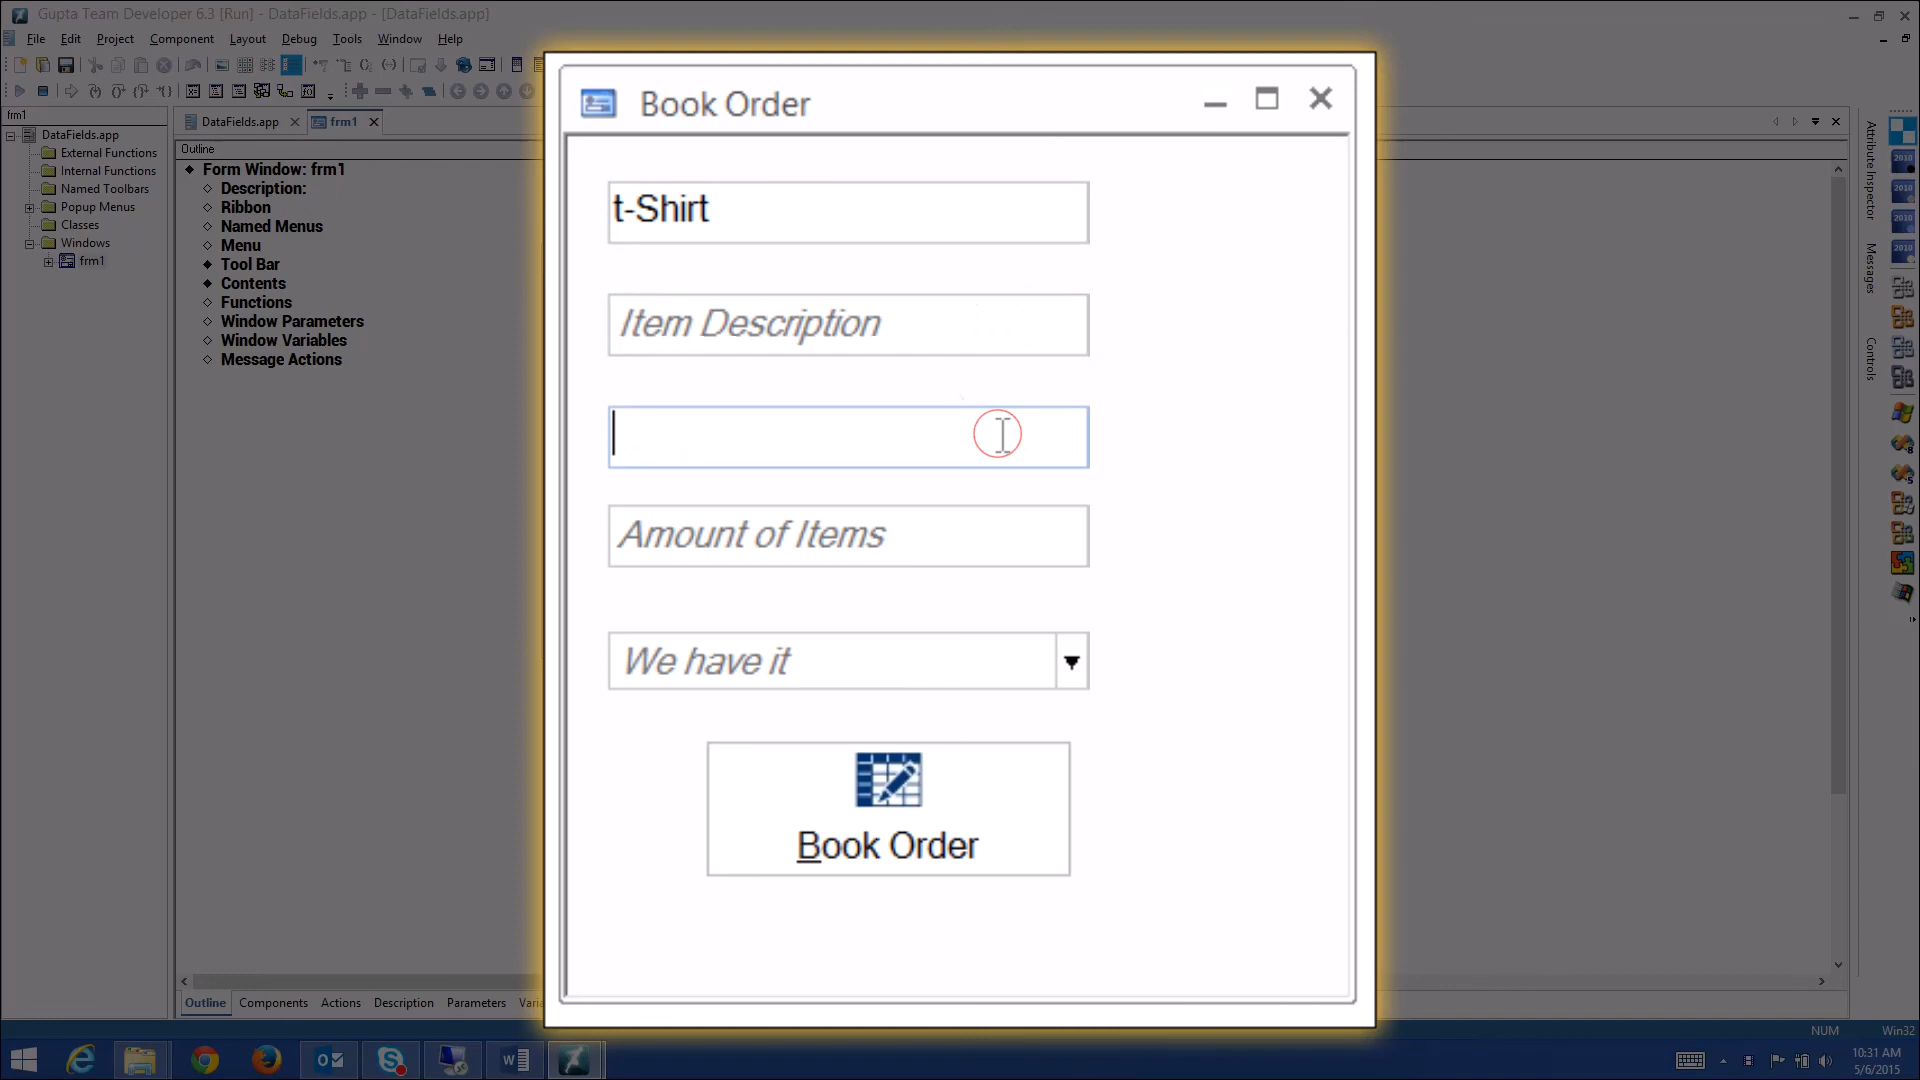 Gupta Team Developer 6.3 [Run] - DataFields.app - [DataFields.app]
File Edit Project Component Layout Debug Tools Window Help
frm1
DataFields.app
External Functions
Internal Functions
Named Toolbars
Popup Menus
Classes
Windows
frm1
DataFields.app frm1
Outline
Form Window: frm1
Description:
Ribbon
Named Menus
Menu
Tool Bar
Contents
Functions
Window Parameters
Window Variables
Message Actions
Outline Components Actions Description Parameters
Book Order
t-Shirt
Item Description
Amount of Items
We have it
Book Order
Attribute Inspector
Messages
Controls
2010
2010
2010
2010
NUM Win32
10:31 AM
5/6/2015